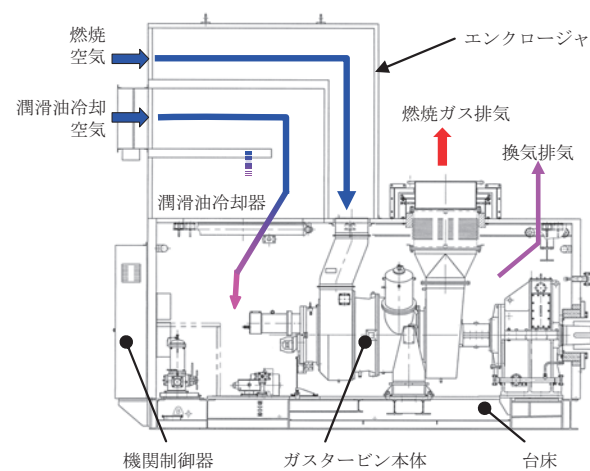 燃焼
空気
エンクロージャ
潤滑油冷却
空気
燃焼ガス排気
換気排気
潤滑油冷却器
機関制御器
ガスタービン本体
台床